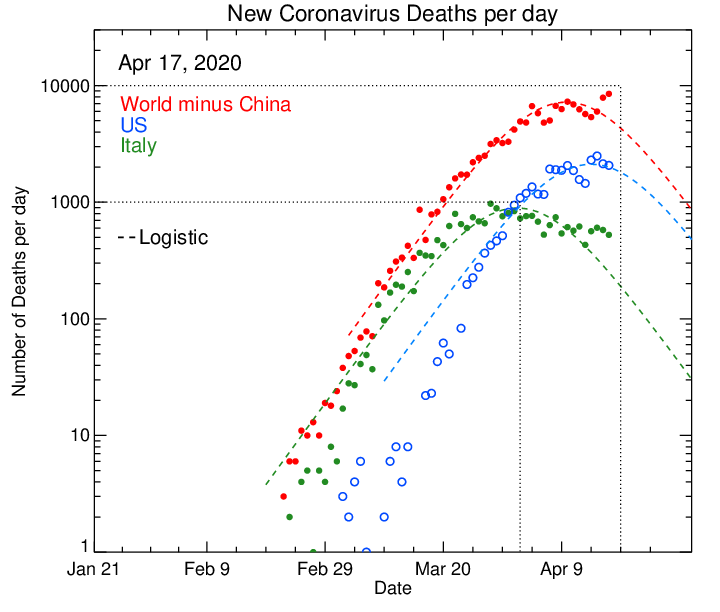 New Coronavirus Deaths per day
Apr 17, 2020
World minus China
US
Italy
Logistic
Number of Deaths per day
10000
1000
100
10
1
Jan 21
Feb 9
Feb 29
Mar 20
Apr 9
Date